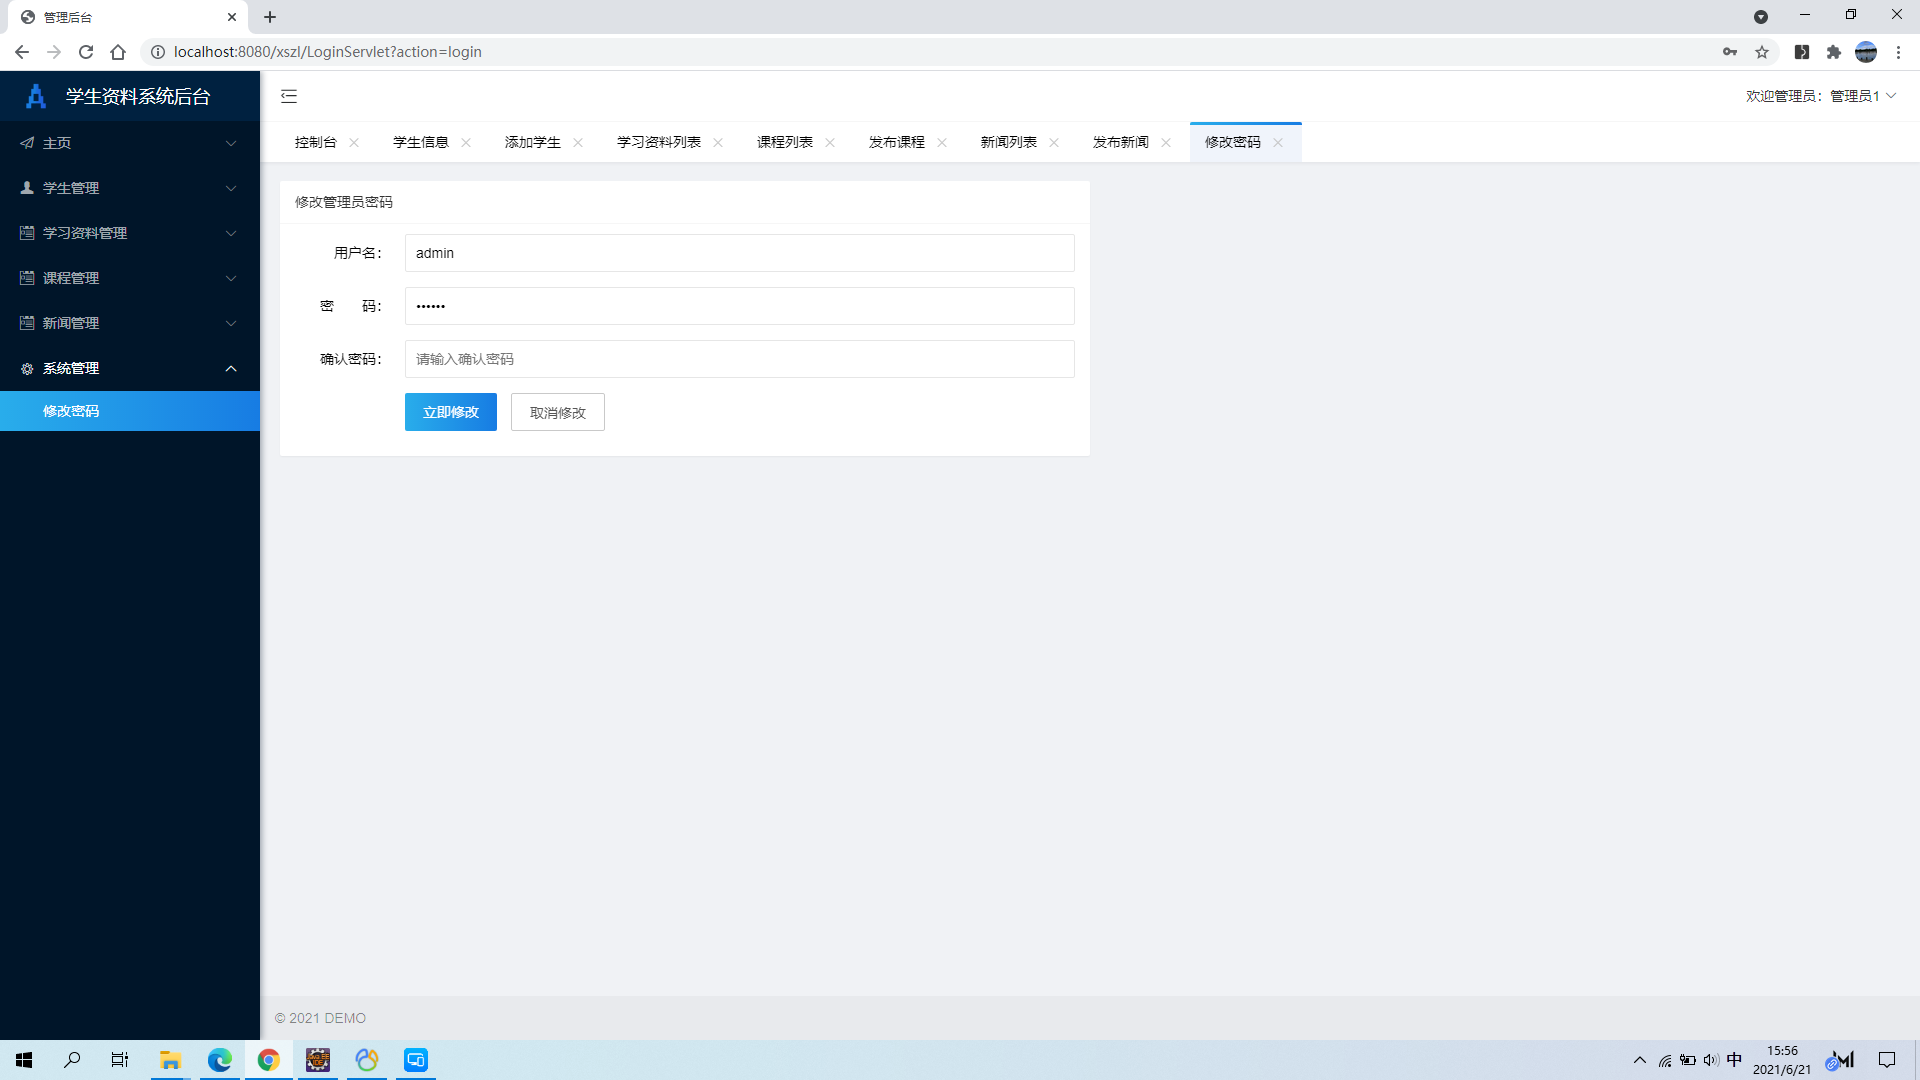 管理后台
localhost:8080/xszl/LoginServlet?action=login
学生资料系统后台
欢迎管理员：管理员1
主页
学生管理
学习资料管理
课程管理
新闻管理
系统管理
修改密码
控制台 学生信息 添加学生 学习资料列表 课程列表 发布课程 新闻列表 发布新闻 修改密码
修改管理员密码
用户名： admin
密 码： ••••••
确认密码： 请输入确认密码
立即修改 取消修改
© 2021 DEMO
中
15:56
2021/6/21